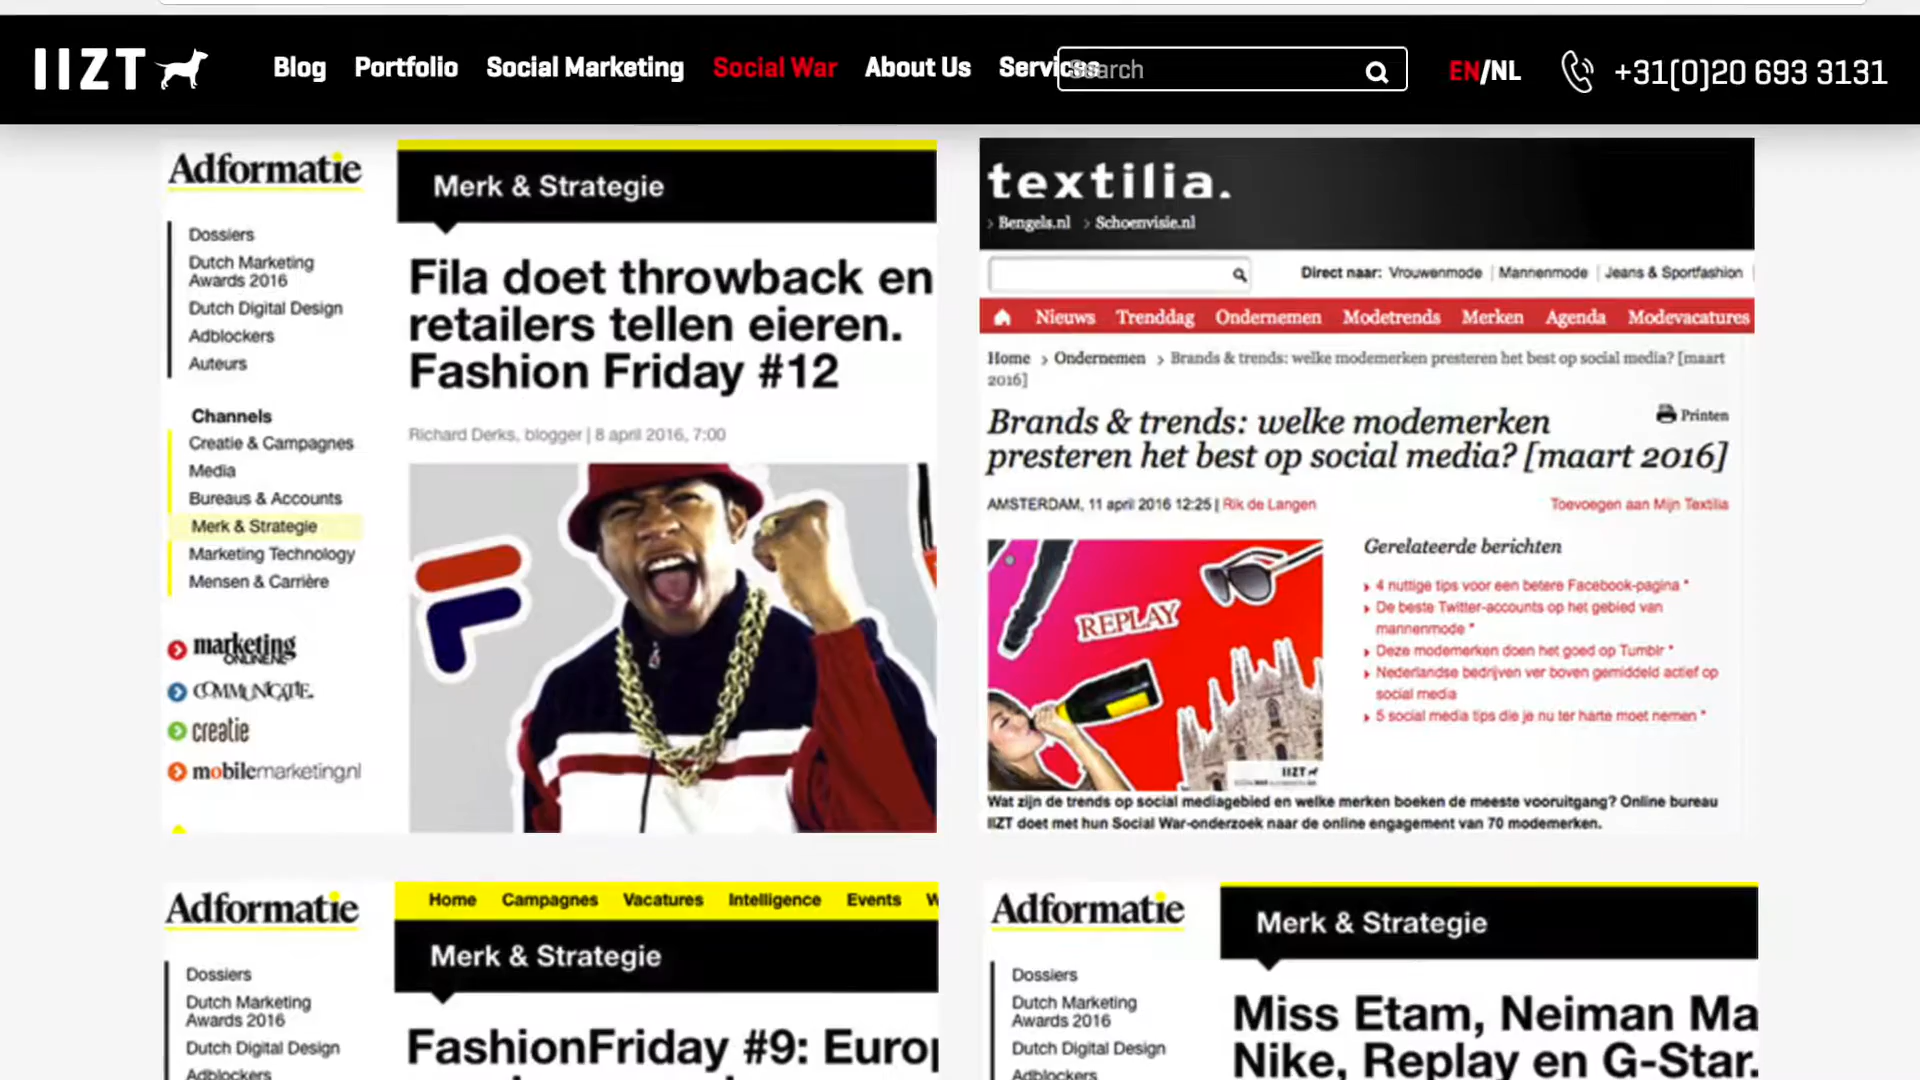 IIZT
Blog Portfolio Social Marketing Social War About Us Services
Search
EN/NL
+31(0)20 693 3131
Adformatie
Dossiers
Dutch Marketing
Awards 2016
Dutch Digital Design
Adblockers
Auteurs
Channels
Creatie & Campagnes
Media
Bureaus & Accounts
Merk & Strategie
Marketing Technology
Mensen & Carrière
marketing
ONLINE
COMMUNICATIE
creatie
mobilemarketing.nl
Merk & Strategie
Fila doet throwback en
retailers tellen eieren.
Fashion Friday #12
Richard Derks, blogger | 8 april 2016, 7:00
textilia.
Bengels.nl Schoenvisie.nl
Direct naar: Vrouwenmode | Mannenmode | Jeans & Sportfashion |
Nieuws Trenddag Ondernemen Modetrends Merken Agenda Modevacatures
Home > Ondernemen > Brands & trends: welke modemerken presteren het best op social media? [maart
2016]
Brands & trends: welke modemerken
presteren het best op social media? [maart 2016]
Printen
AMSTERDAM, 11 april 2016 12:25 | Rik de Langen
Toevoegen aan Mijn Textilia
REPLAY
IIZT
Gerelateerde berichten
4 nuttige tips voor een betere Facebook-pagina *
De beste Twitter-accounts op het gebied van
mannenmode *
Deze modemerken doen het goed op Tumblr *
Nederlandse bedrijven ver boven gemiddeld actief op
social media
5 social media tips die je nu ter harte moet nemen *
Wat zijn de trends op social mediagebied en welke merken boeken de meeste vooruitgang? Online bureau
IIZT doet met hun Social War-onderzoek naar de online engagement van 70 modemerken.
Adformatie
Dossiers
Dutch Marketing
Awards 2016
Dutch Digital Design
Adblockers
Home Campagnes Vacatures Intelligence Events W
Merk & Strategie
FashionFriday #9: Europ
Adformatie
Dossiers
Dutch Marketing
Awards 2016
Dutch Digital Design
Adblockers
Merk & Strategie
Miss Etam, Neiman Ma
Nike, Replay en G-Star.